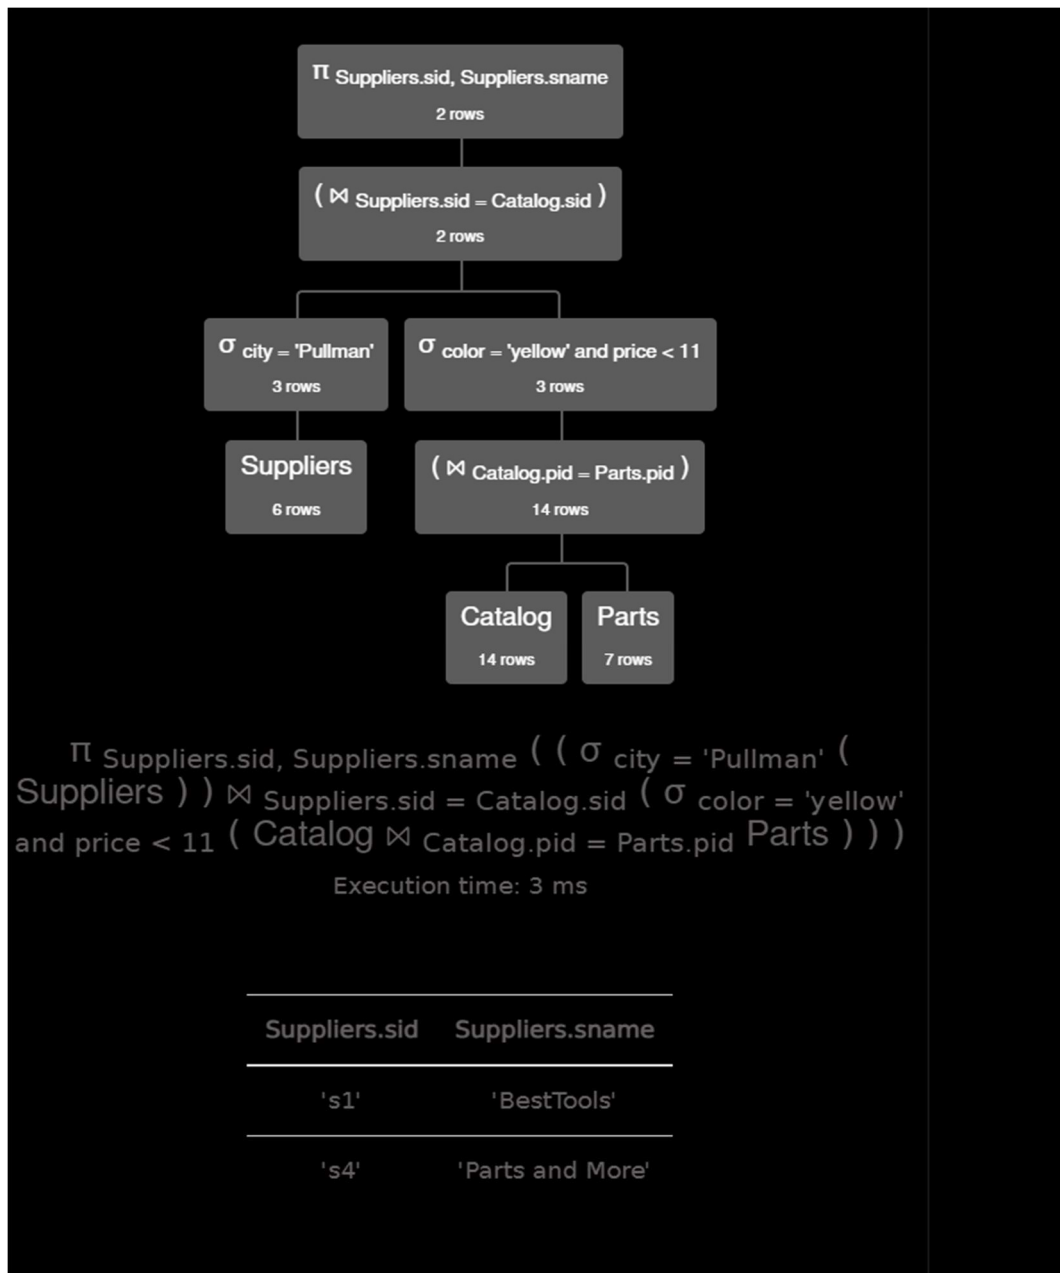 π Suppliers.sid, Suppliers.sname
2 rows
( ⋈ Suppliers.sid = Catalog.sid )
2 rows
σ city = 'Pullman'
3 rows
σ color = 'yellow' and price < 11
3 rows
Suppliers
6 rows
( ⋈ Catalog.pid = Parts.pid )
14 rows
Catalog
14 rows
Parts
7 rows
π Suppliers.sid, Suppliers.sname ( ( σ city = 'Pullman' (
Suppliers ) ) ⋈ Suppliers.sid = Catalog.sid ( σ color = 'yellow'
and price < 11 ( Catalog ⋈ Catalog.pid = Parts.pid Parts ) ) )
Execution time: 3 ms
Suppliers.sid Suppliers.sname
's1' 'BestTools'
's4' 'Parts and More'